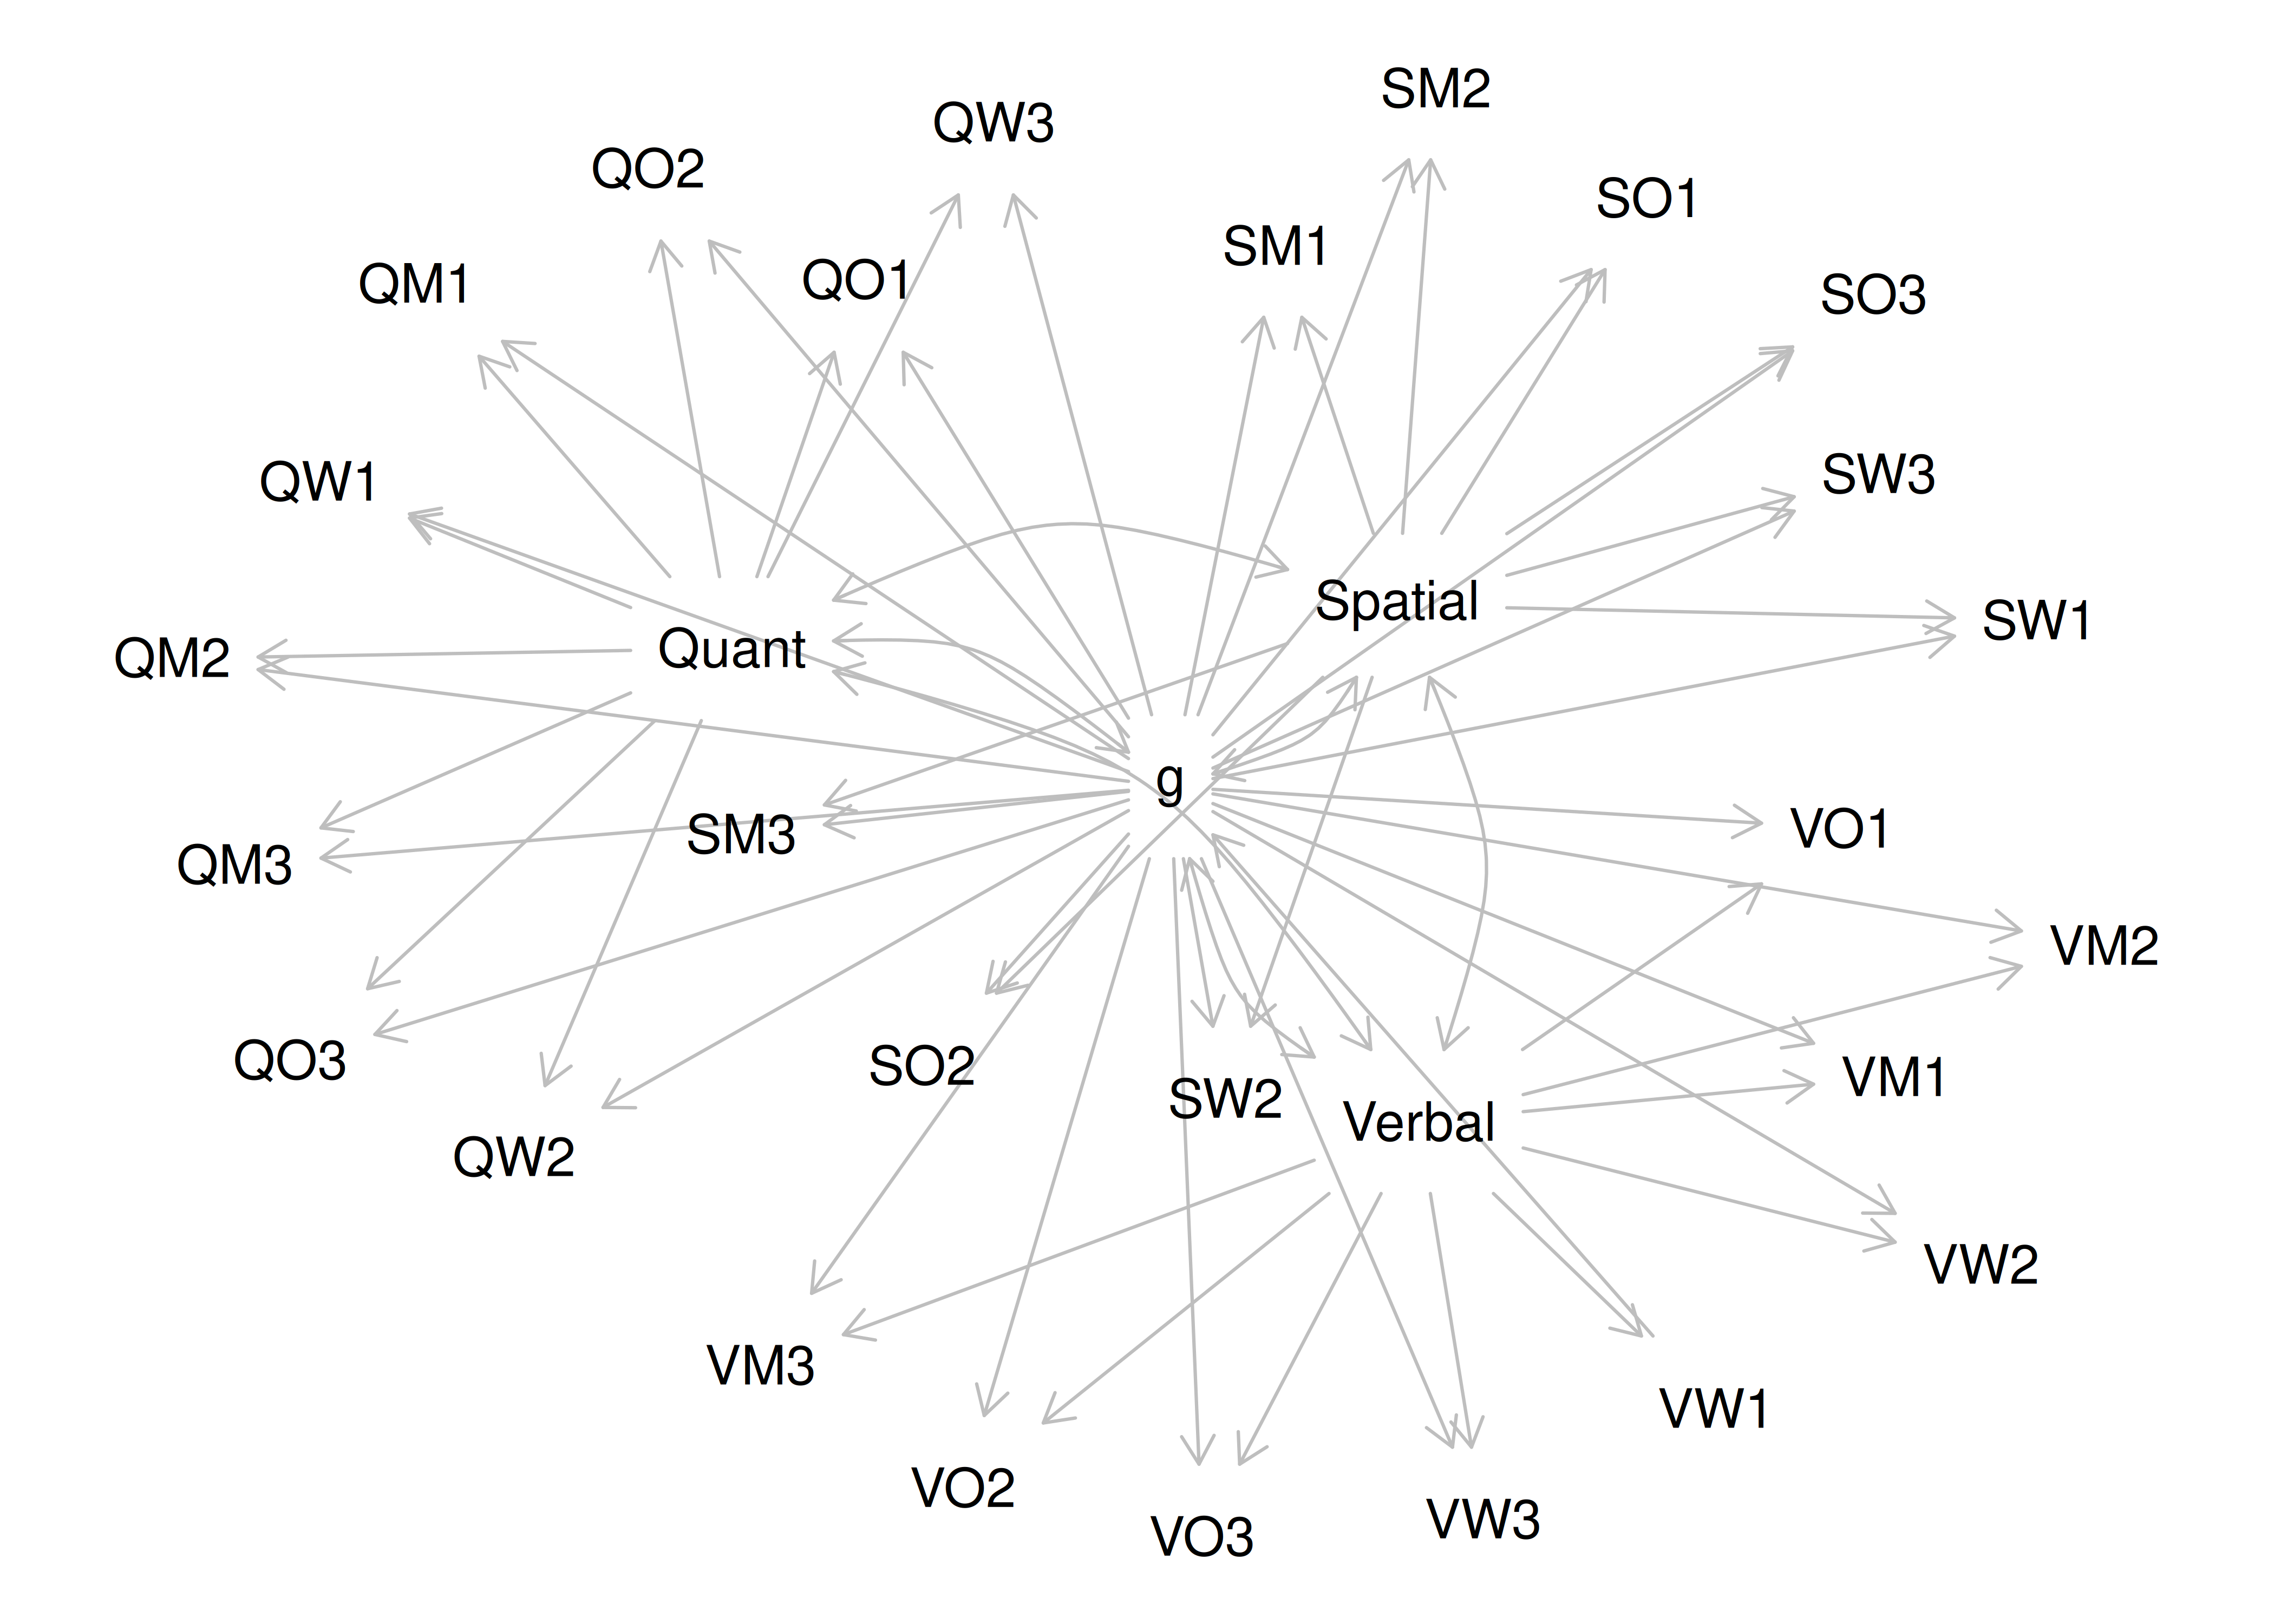 SM2
QW3
QO2
SO1
SM1
QO1
QM1
SO3
SW3
QW1
Spatial
SW1
Quant
QM2
g
VO1
SM3
QM3
VM2
QO3
SO2
VM1
SW2
Verbal
QW2
VW2
VM3
VW1
VO2
VW3
VO3